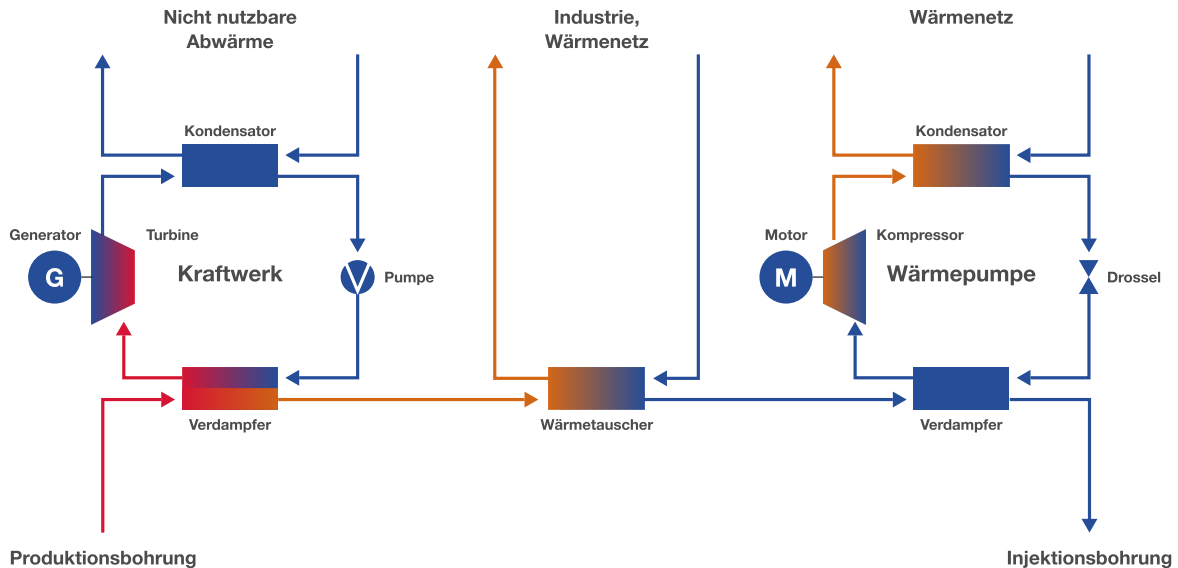 Nicht nutzbare
Abwärme
Industrie,
Wärmenetz
Wärmenetz
Kondensator
Kondensator
Generator
Turbine
Motor
Kompressor
G
Kraftwerk
Pumpe
M
Wärmepumpe
Drossel
Verdampfer
Wärmetauscher
Verdampfer
Produktionsbohrung
Injektionsbohrung